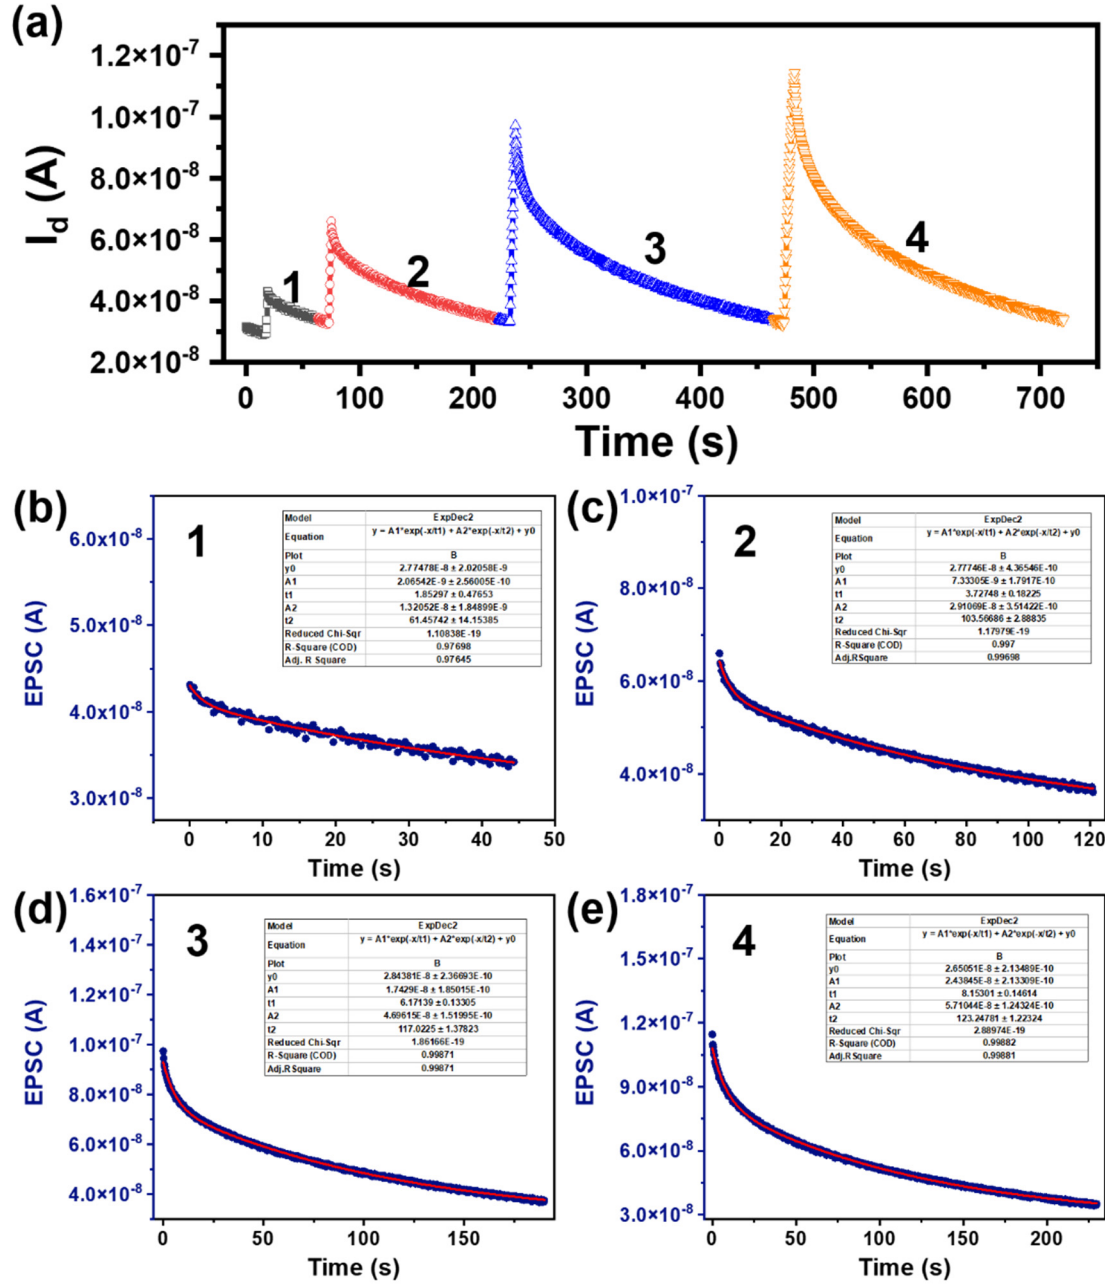 (a)
1.2×10⁻⁷
1.0×10⁻⁷
8.0×10⁻⁸
6.0×10⁻⁸
4.0×10⁻⁸
2.0×10⁻⁸
I_d (A)
1
2
3
4
0 100 200 300 400 500 600 700
Time (s)
(b)
1
6.0×10⁻⁸
5.0×10⁻⁸
4.0×10⁻⁸
3.0×10⁻⁸
EPSC (A)
Model ExpDec2
Equation y = A1*exp(-x/t1) + A2*exp(-x/t2) + y0
Plot B
y0 2.77478E-8 ± 2.02058E-9
A1 2.06542E-9 ± 2.56005E-10
t1 1.85297 ± 0.47653
A2 1.32052E-8 ± 1.84899E-9
t2 61.45742 ± 14.15385
Reduced Chi-Sqr 1.10838E-19
R-Square (COD) 0.97698
Adj. R Square 0.97645
0 10 20 30 40 50
Time (s)
(c)
2
1.0×10⁻⁷
8.0×10⁻⁸
6.0×10⁻⁸
4.0×10⁻⁸
EPSC (A)
Model ExpDec2
Equation y = A1*exp(-x/t1) + A2*exp(-x/t2) + y0
Plot B
y0 2.77746E-8 ± 4.36546E-10
A1 7.33305E-9 ± 1.7917E-10
t1 3.72748 ± 0.18225
A2 2.91069E-8 ± 3.51422E-10
t2 103.56686 ± 2.88835
Reduced Chi-Sqr 1.17979E-19
R-Square (COD) 0.997
Adj.RSquare 0.99698
0 20 40 60 80 100 120
Time (s)
(d)
3
1.6×10⁻⁷
1.4×10⁻⁷
1.2×10⁻⁷
1.0×10⁻⁷
8.0×10⁻⁸
6.0×10⁻⁸
4.0×10⁻⁸
EPSC (A)
Model ExpDec2
Equation y = A1*exp(-x/t1) + A2*exp(-x/t2) + y0
Plot B
y0 2.84381E-8 ± 2.36693E-10
A1 1.7429E-8 ± 1.85015E-10
t1 6.17139 ± 0.13305
A2 4.69615E-8 ± 1.51995E-10
t2 117.0225 ± 1.37823
Reduced Chi-Sqr 1.86166E-19
R-Square (COD) 0.99871
Adj.RSquare 0.99871
0 50 100 150
Time (s)
(e)
4
1.8×10⁻⁷
1.5×10⁻⁷
1.2×10⁻⁷
9.0×10⁻⁸
6.0×10⁻⁸
3.0×10⁻⁸
EPSC (A)
Model ExpDec2
Equation y = A1*exp(-x/t1) + A2*exp(-x/t2) + y0
Plot B
y0 2.65051E-8 ± 2.13489E-10
A1 2.43845E-8 ± 2.13309E-10
t1 8.15301 ± 0.14614
A2 5.71044E-8 ± 1.24324E-10
t2 123.24781 ± 1.22324
Reduced Chi-Sqr 2.88974E-19
R-Square (COD) 0.99882
Adj.RSquare 0.99881
0 50 100 150 200
Time (s)